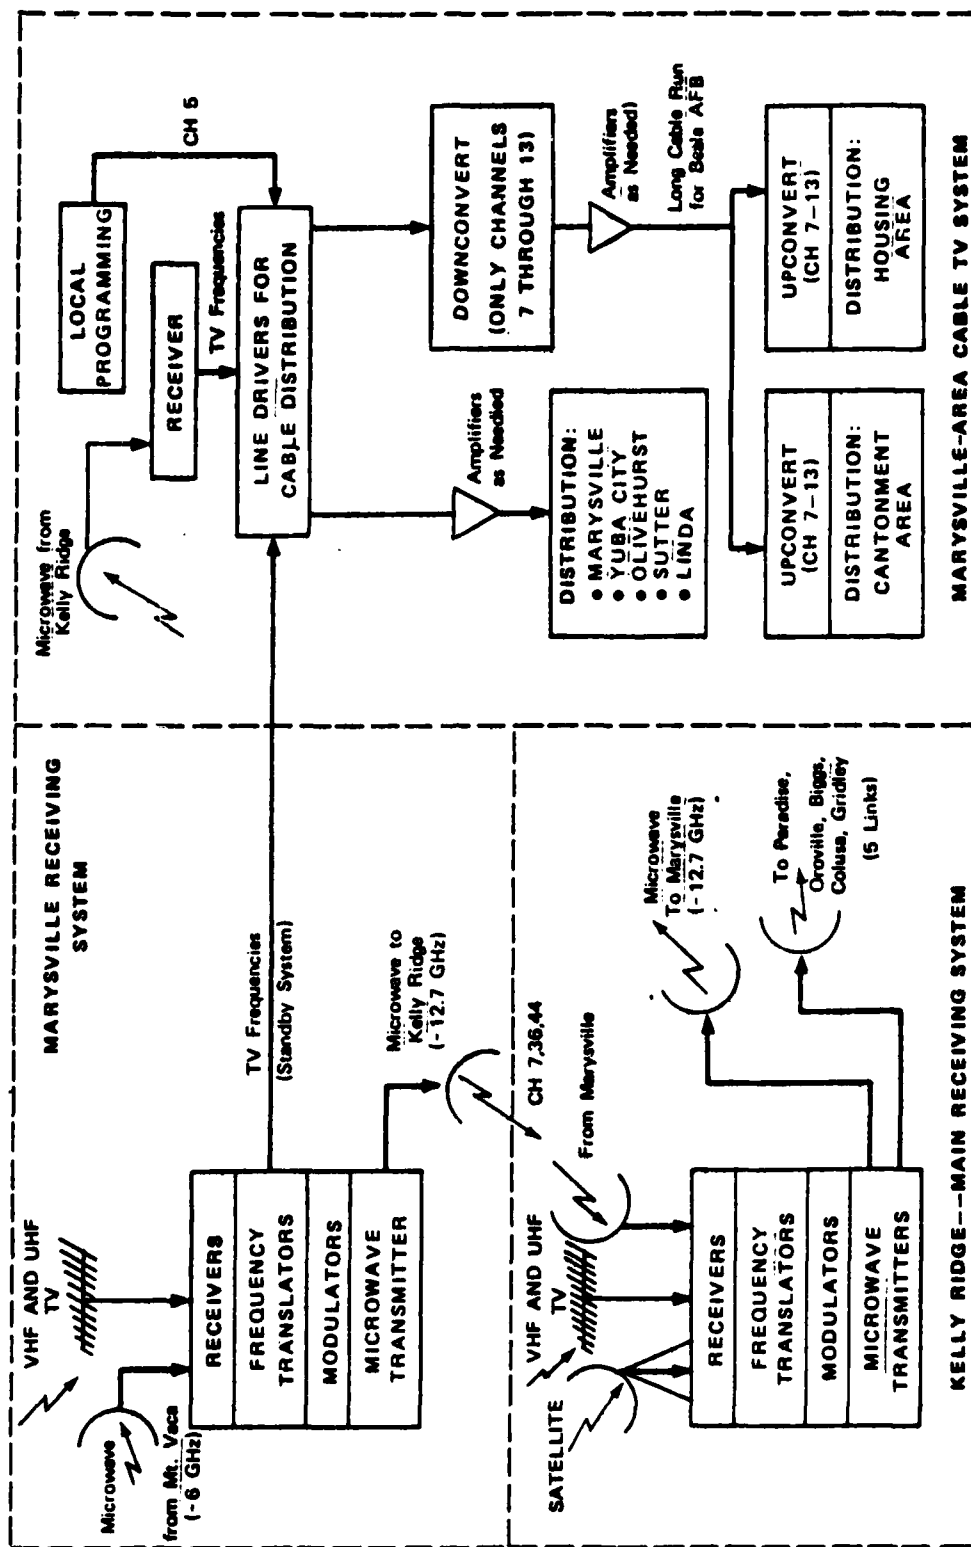 MARYSVILLE RECEIVING
SYSTEM
VHF AND UHF
TV
Microwave
from Mt. Vaca
(~6 GHz)
RECEIVERS
FREQUENCY
TRANSLATORS
MODULATORS
MICROWAVE
TRANSMITTER
TV Frequencies
(Standby System)
Microwave to
Kelly Ridge
(~12.7 GHz)
CH 7,36,44
SATELLITE
VHF AND UHF
TV
From Marysville
RECEIVERS
FREQUENCY
TRANSLATORS
MODULATORS
MICROWAVE
TRANSMITTERS
Microwave
To Marysville
(~12.7 GHz)
To Paradise,
Oroville, Biggs,
Colusa, Gridley
(5 Links)
KELLY RIDGE--MAIN RECEIVING SYSTEM
Microwave from
Kelly Ridge
RECEIVER
LOCAL
PROGRAMMING
CH 5
TV Frequencies
LINE DRIVERS FOR
CABLE DISTRIBUTION
Amplifiers
as Needed
DISTRIBUTION:
● MARYSVILLE
● YUBA CITY
● OLIVEHURST
● SUTTER
● LINDA
DOWNCONVERT
(ONLY CHANNELS
7 THROUGH 13)
Amplifiers
as Needed)
Long Cable Run
for Beale AFB
UPCONVERT
(CH 7-13)
DISTRIBUTION:
CANTONMENT
AREA
UPCONVERT
(CH 7-13)
DISTRIBUTION:
HOUSING
AREA
MARYSVILLE-AREA CABLE TV SYSTEM